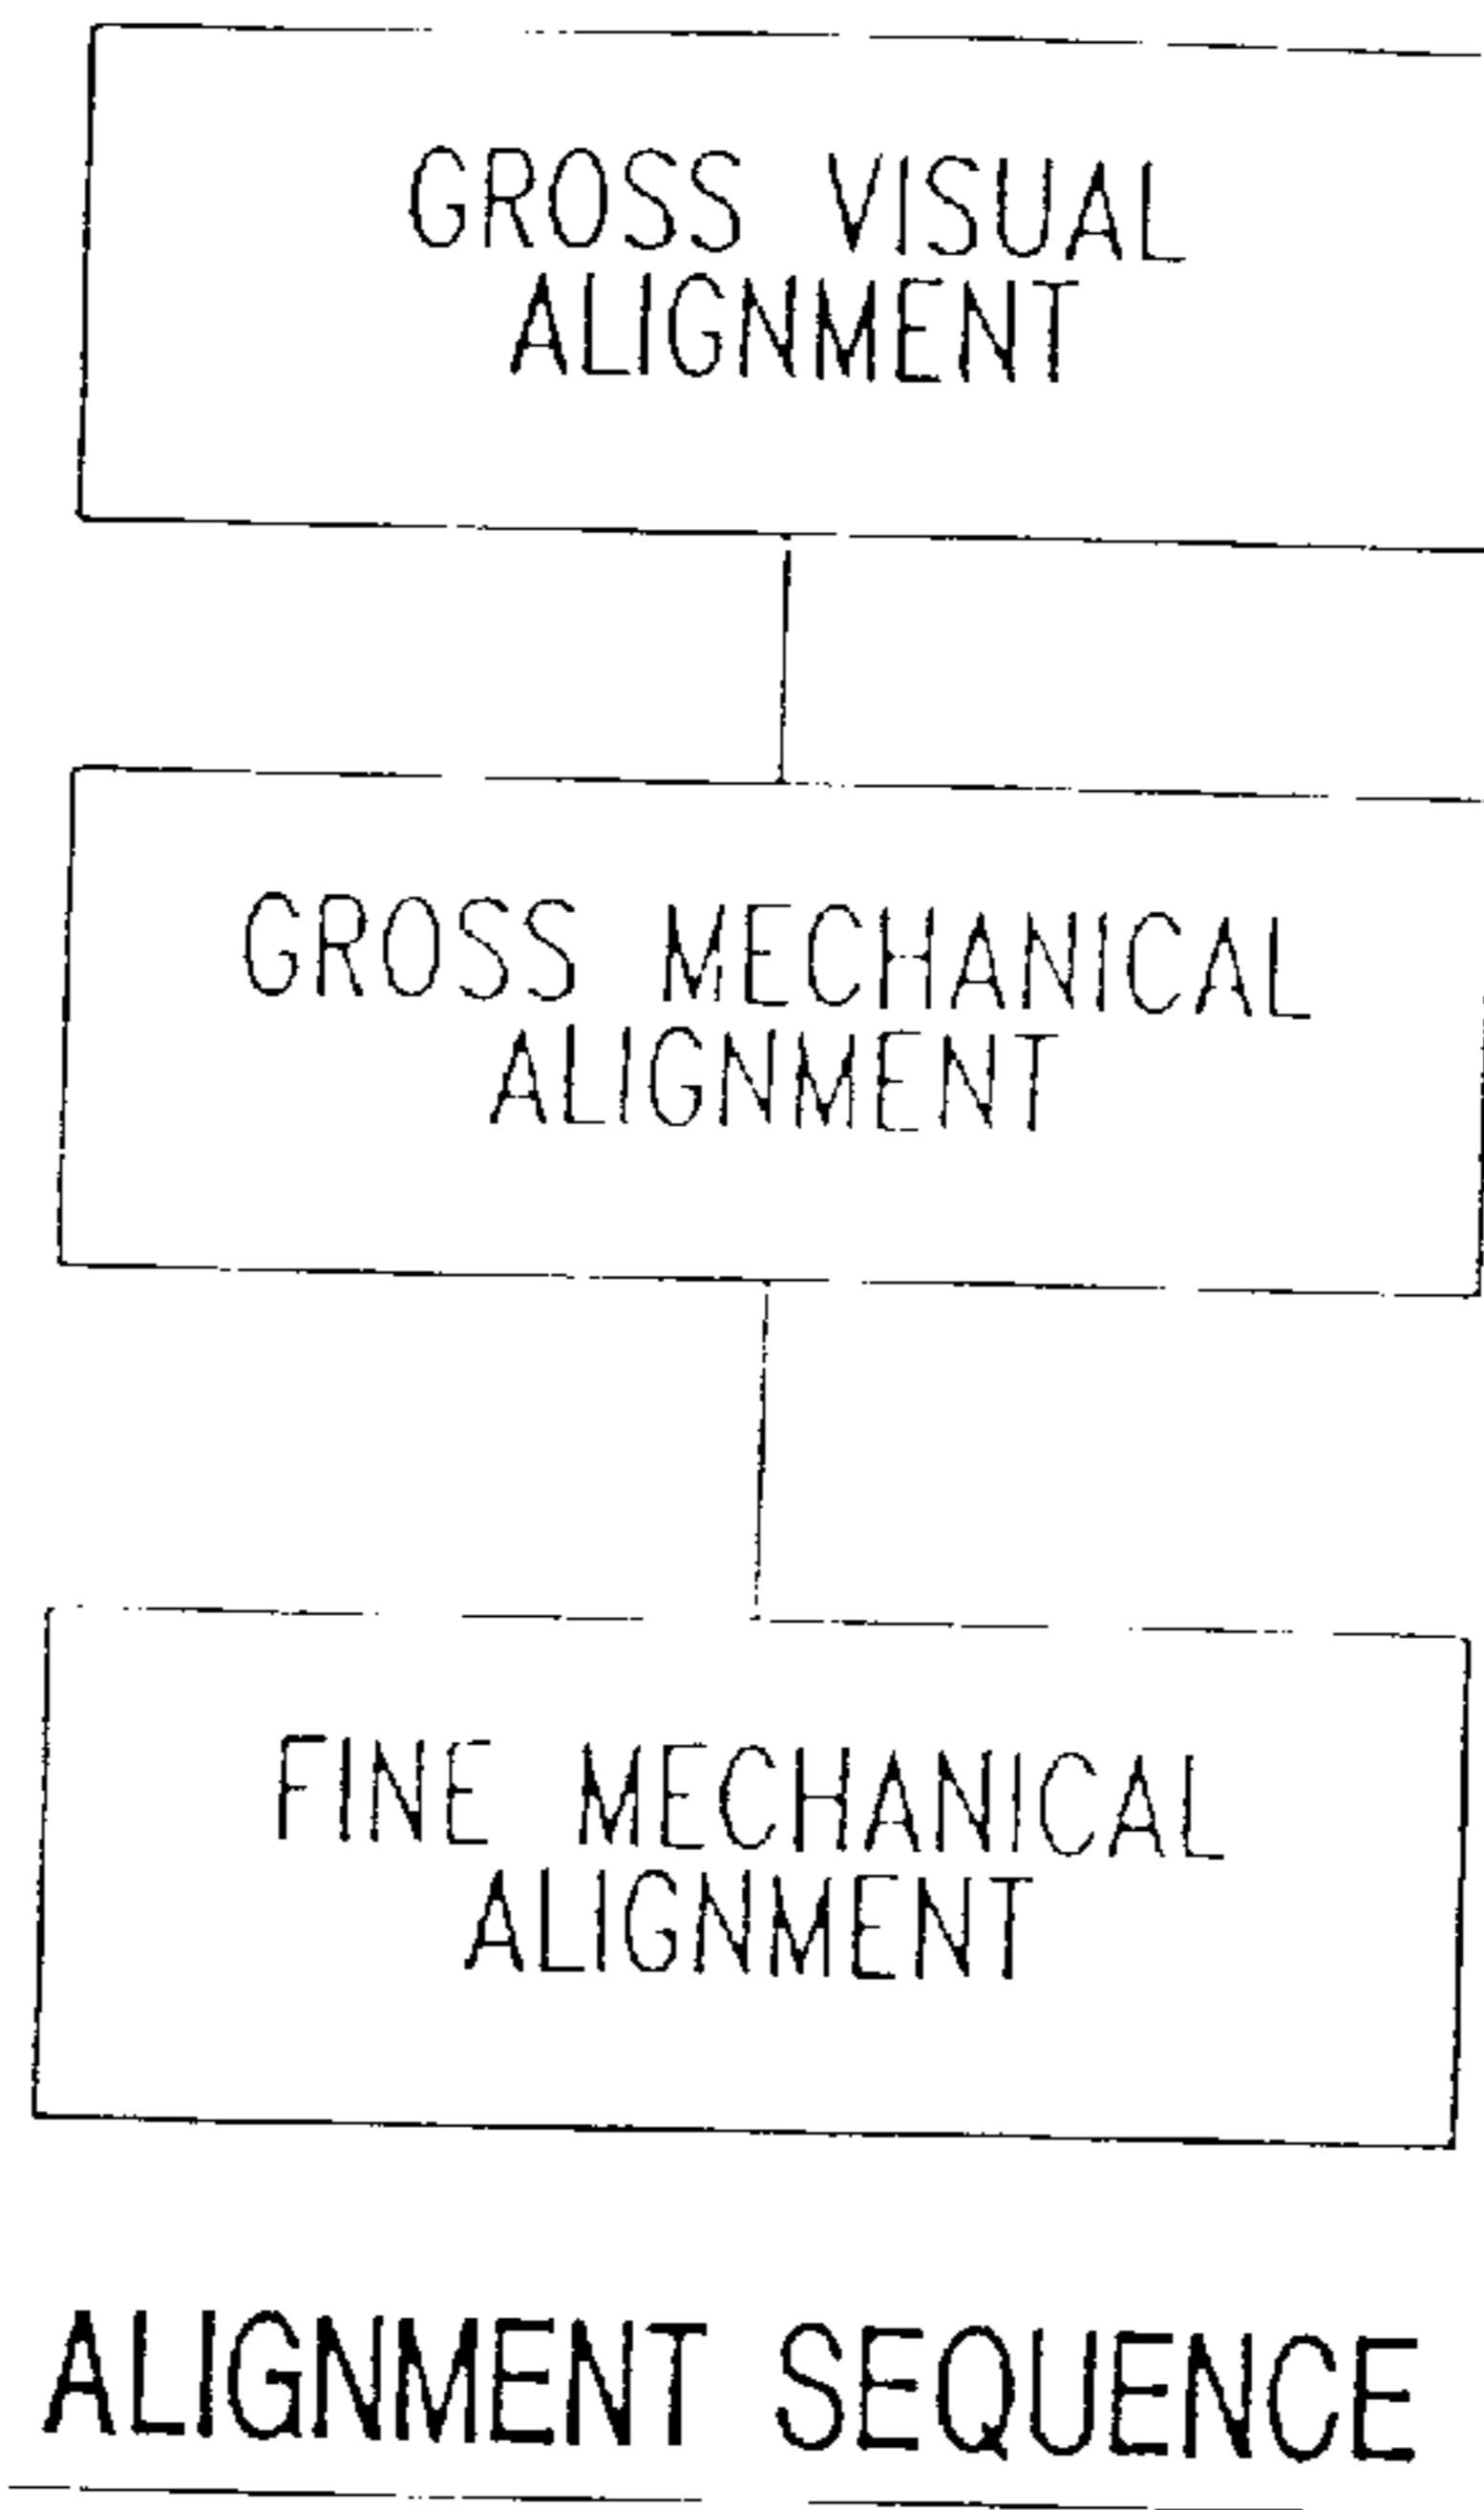 GROSS VISUAL
ALIGNMENT
GROSS MECHANICAL
ALIGNMENT
FINE MECHANICAL
ALIGNMENT
ALIGNMENT SEQUENCE